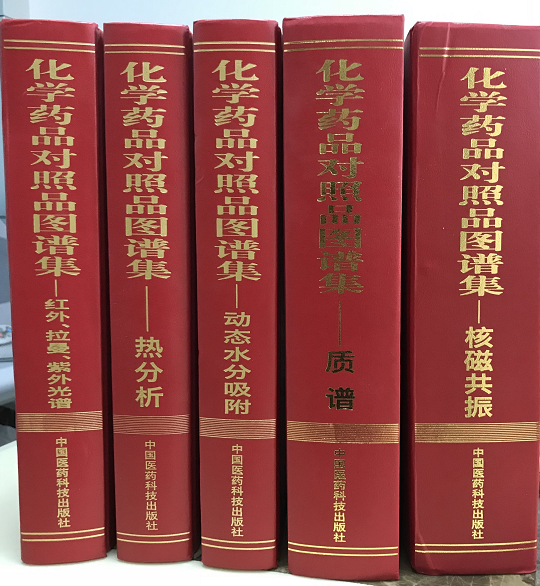 化学药品对照品图谱集——红外、拉曼、紫外光谱
中国医药科技出版社
化学药品对照品图谱集——热分析
中国医药科技出版社
化学药品对照品图谱集——动态水分吸附
中国医药科技出版社
化学药品对照品图谱集——质谱
中国医药科技出版社
化学药品对照品图谱集——核磁共振
中国医药科技出版社